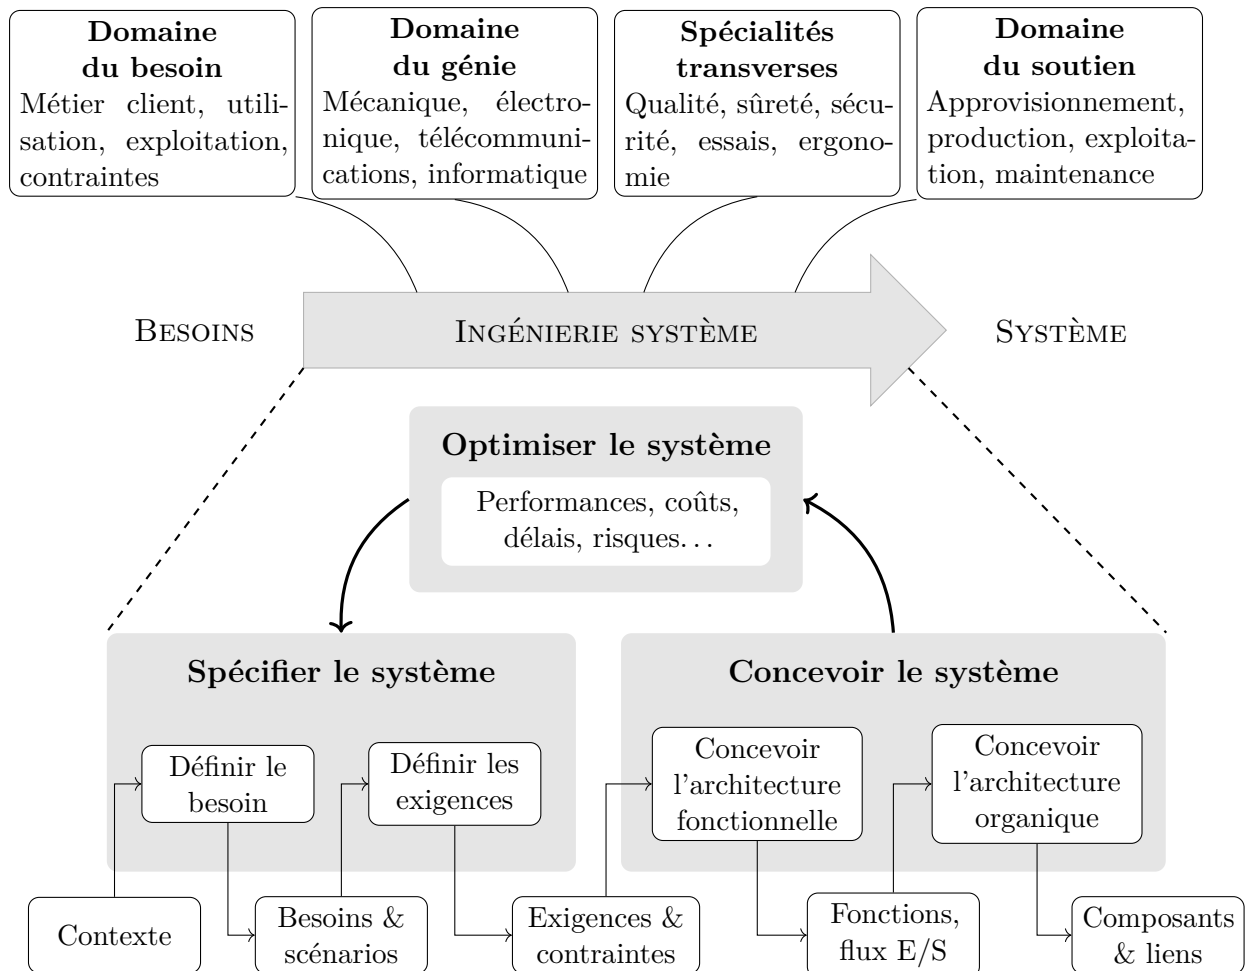 Domaine
du besoin
Métier client, utili-
sation, exploitation,
contraintes
Domaine
du génie
Mécanique, électro-
nique, télécommuni-
cations, informatique
Spécialités
transverses
Qualité, sûreté, sécu-
rité, essais, ergono-
mie
Domaine
du soutien
Approvisionnement,
production, exploita-
tion, maintenance
BESOINS
INGÉNIERIE SYSTÈME
SYSTÈME
Optimiser le système
Performances, coûts,
délais, risques...
Spécifier le système
Concevoir le système
Définir le
besoin
Définir les
exigences
Concevoir
l'architecture
fonctionnelle
Concevoir
l'architecture
organique
Contexte
Besoins &
scénarios
Exigences &
contraintes
Fonctions,
flux E/S
Composants
& liens